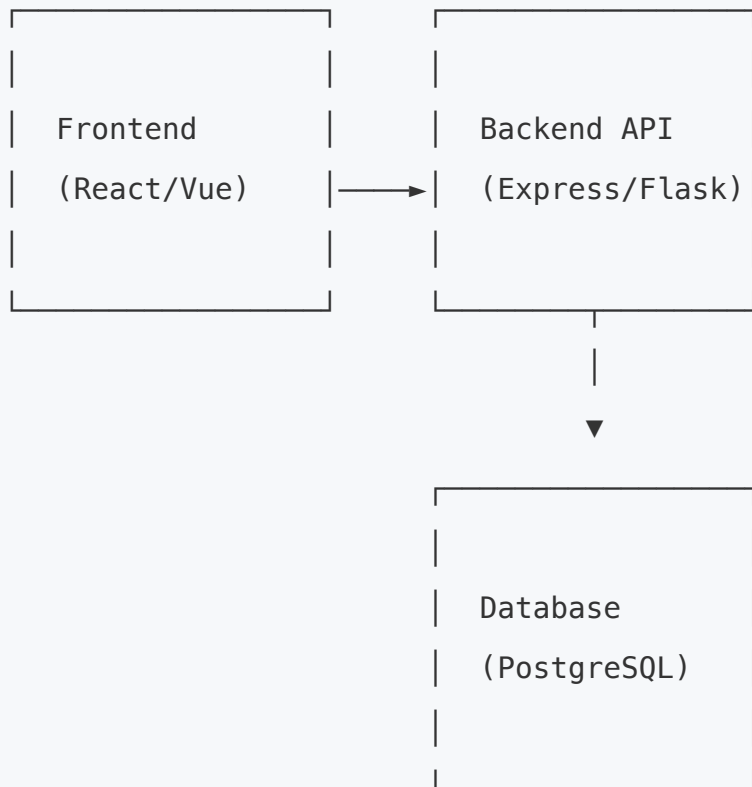 Frontend
(React/Vue)
Backend API
(Express/Flask)
Database
(PostgreSQL)